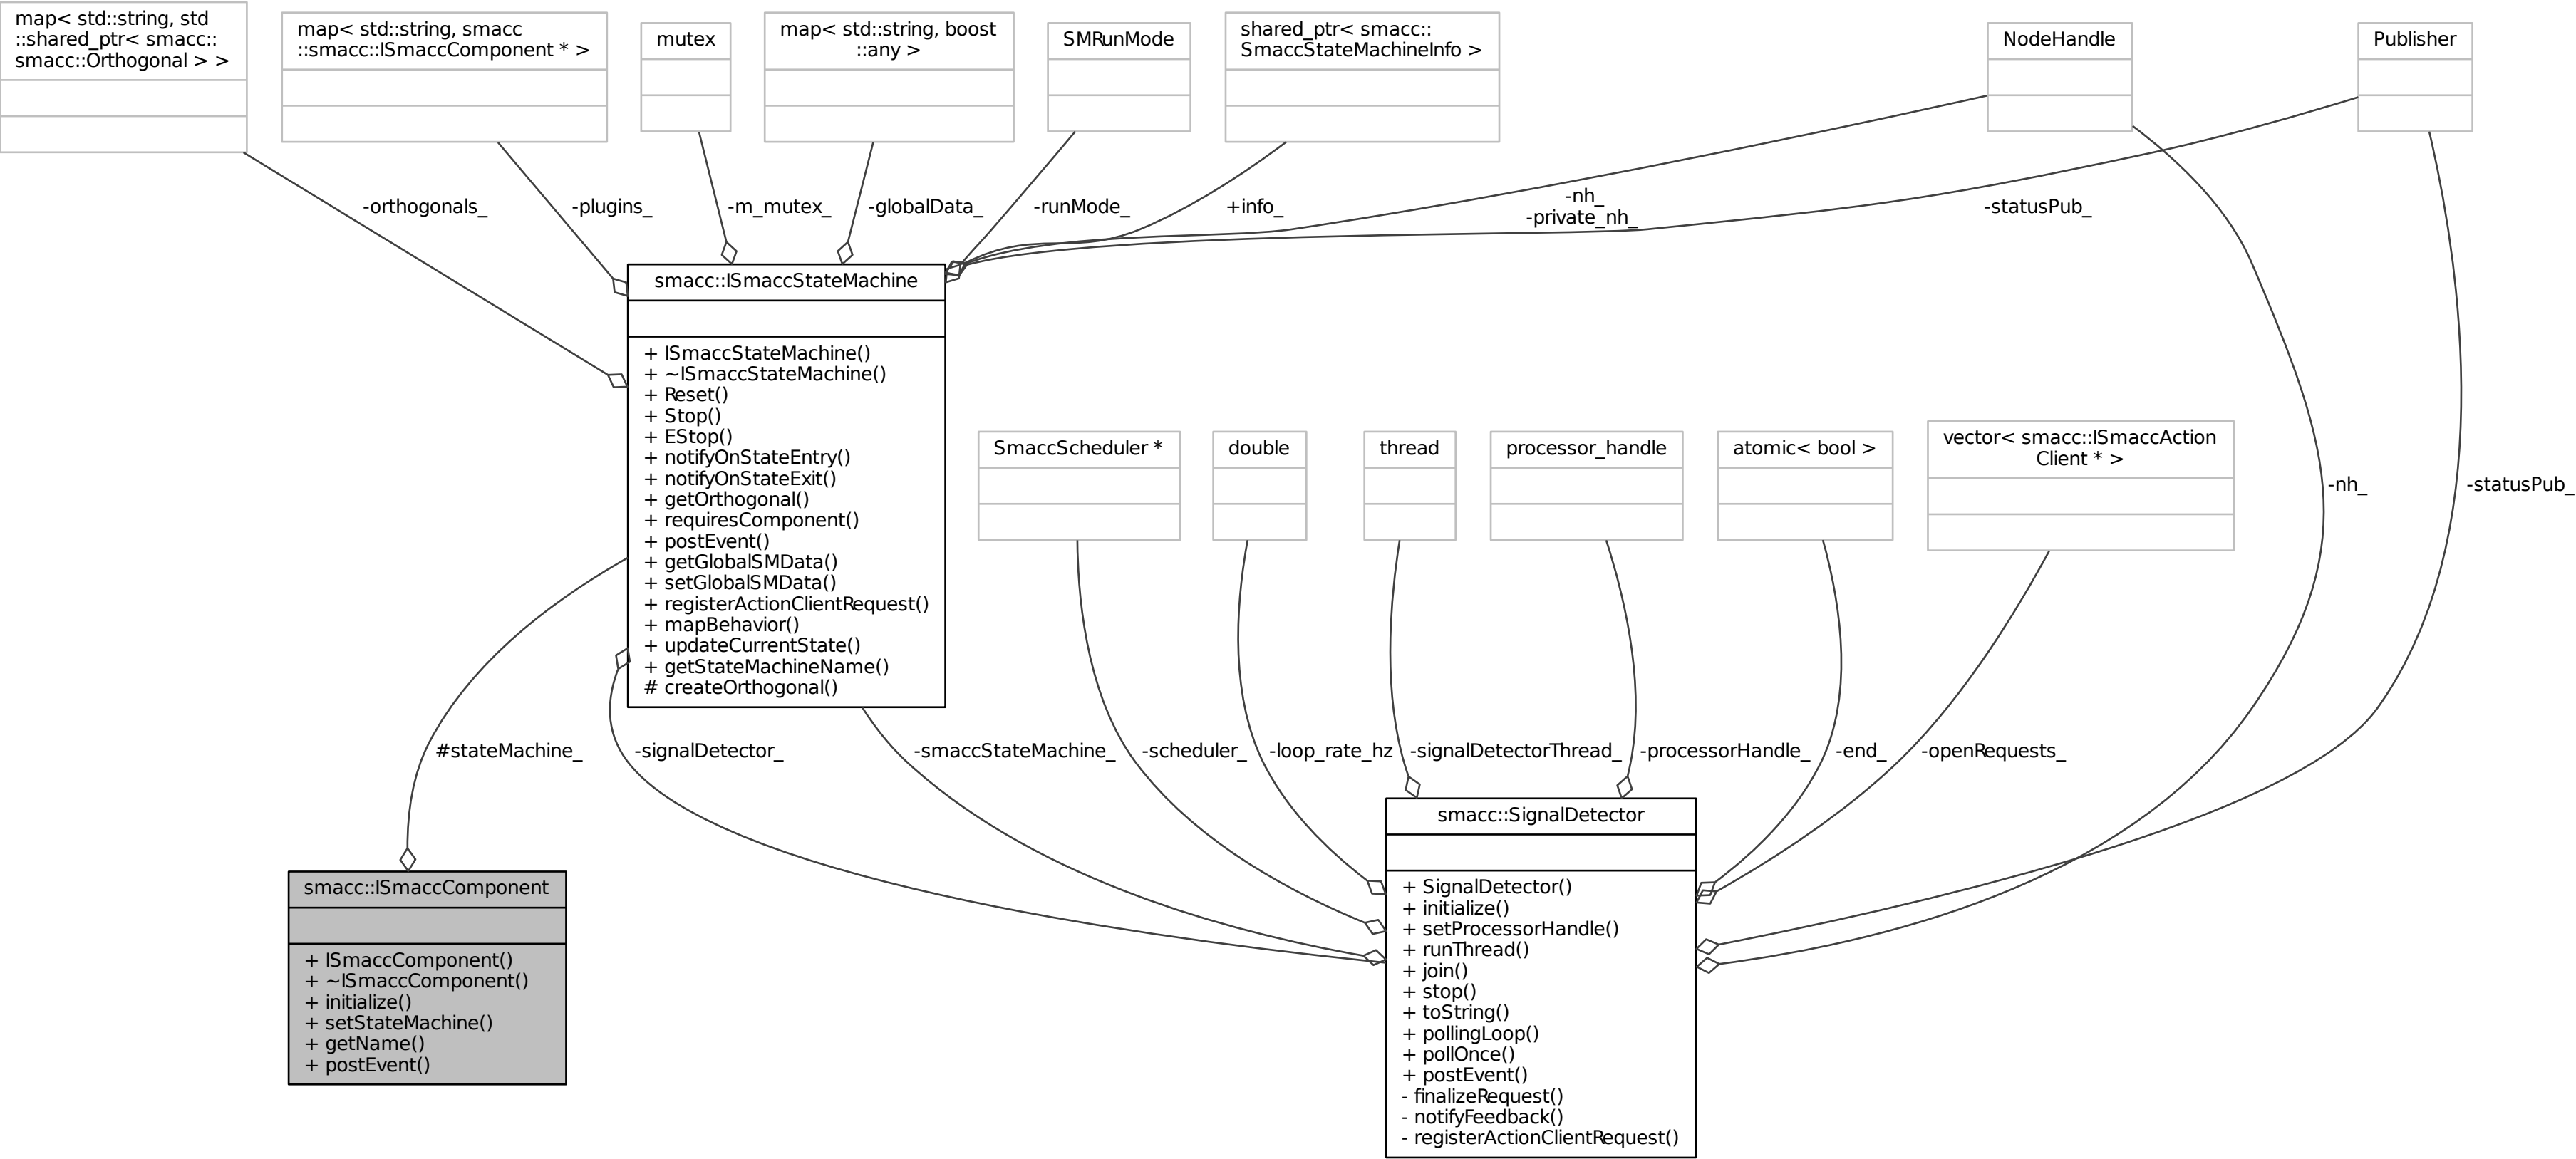 map< std::string, std
::shared_ptr< smacc::
smacc::Orthogonal > >
map< std::string, smacc
::smacc::ISmaccComponent * >
mutex
map< std::string, boost
::any >
SMRunMode
shared_ptr< smacc::
SmaccStateMachineInfo >
NodeHandle
Publisher
-orthogonals_
-plugins_
-m_mutex_
-globalData_
-runMode_
+info_
-nh_
-private_nh_
-statusPub_
smacc::ISmaccStateMachine
+ ISmaccStateMachine()
+ ~ISmaccStateMachine()
+ Reset()
+ Stop()
+ EStop()
+ notifyOnStateEntry()
+ notifyOnStateExit()
+ getOrthogonal()
+ requiresComponent()
+ postEvent()
+ getGlobalSMData()
+ setGlobalSMData()
+ registerActionClientRequest()
+ mapBehavior()
+ updateCurrentState()
+ getStateMachineName()
# createOrthogonal()
SmaccScheduler *
double
thread
processor_handle
atomic< bool >
vector< smacc::ISmaccAction
Client * >
-nh_
-statusPub_
#stateMachine_
-signalDetector_
-smaccStateMachine_
-scheduler_
-loop_rate_hz
-signalDetectorThread_
-processorHandle_
-end_
-openRequests_
smacc::ISmaccComponent
+ ISmaccComponent()
+ ~ISmaccComponent()
+ initialize()
+ setStateMachine()
+ getName()
+ postEvent()
smacc::SignalDetector
+ SignalDetector()
+ initialize()
+ setProcessorHandle()
+ runThread()
+ join()
+ stop()
+ toString()
+ pollingLoop()
+ pollOnce()
+ postEvent()
- finalizeRequest()
- notifyFeedback()
- registerActionClientRequest()